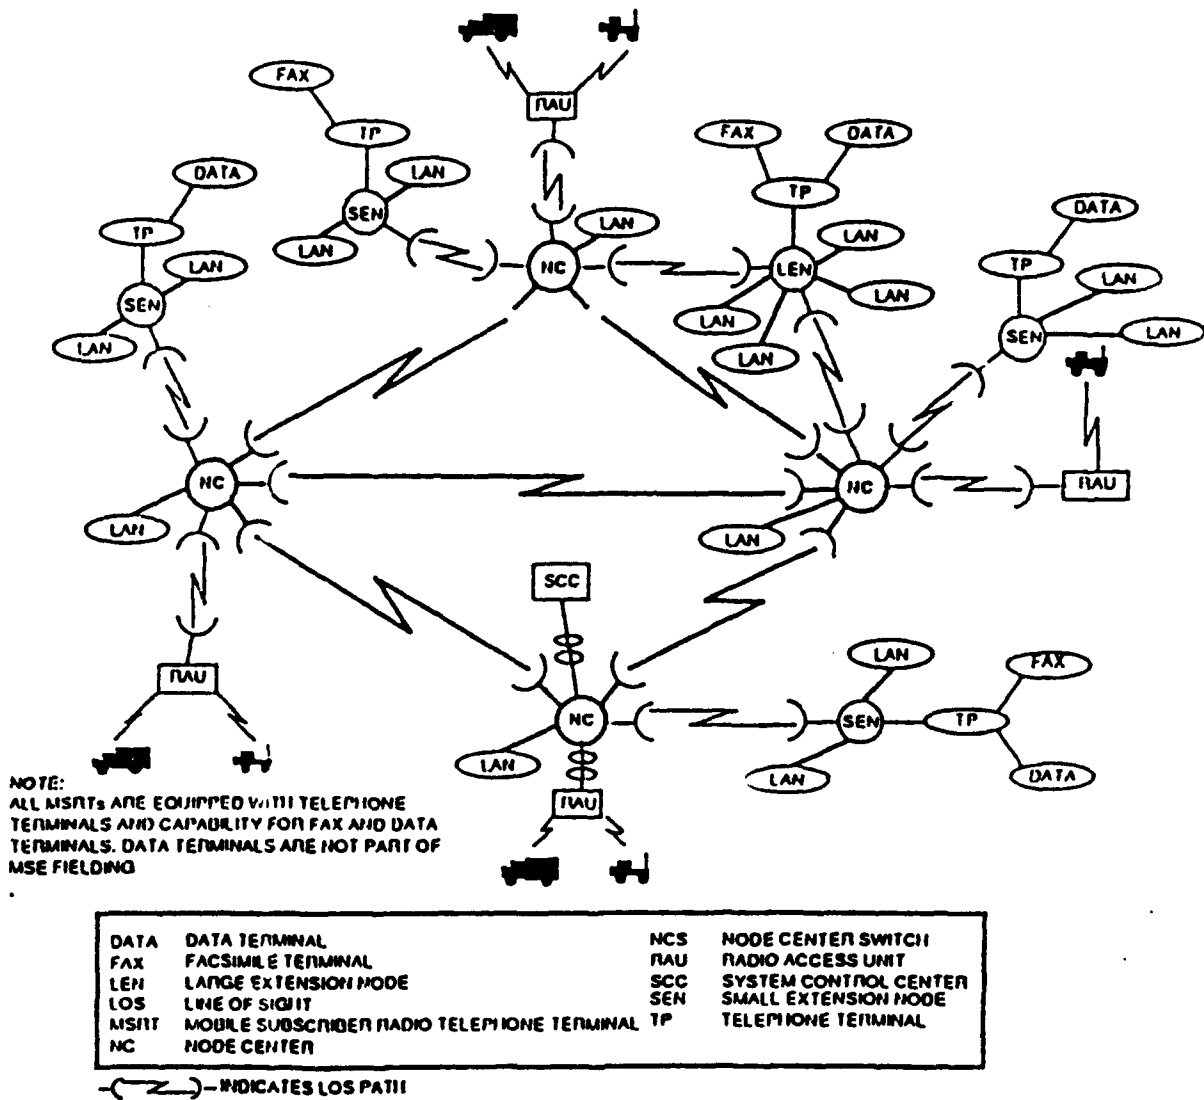 FAX
RAU
TP
FAX
DATA
DATA
LAN
TP
SEN
DATA
TP
LAN
LAN
LAN
TP
LAN
NC
LEN
LAN
LAN
SEN
LAN
LAN
SEN
LAN
LAN
LAN
NC
NC
RAU
LAN
LAN
SCC
LAN
FAX
RAU
NC
SEN
TP
LAN
LAN
DATA
RAU
NOTE:
ALL MSRTs ARE EQUIPPED WITH TELEPHONE
TERMINALS AND CAPABILITY FOR FAX AND DATA
TERMINALS. DATA TERMINALS ARE NOT PART OF
MSE FIELDING
DATA DATA TERMINAL
FAX FACSIMILE TERMINAL
LEN LARGE EXTENSION NODE
LOS LINE OF SIGHT
MSRT MOBILE SUBSCRIBER RADIO TELEPHONE TERMINAL
NC NODE CENTER
NCS NODE CENTER SWITCH
RAU RADIO ACCESS UNIT
SCC SYSTEM CONTROL CENTER
SEN SMALL EXTENSION NODE
TP TELEPHONE TERMINAL
INDICATES LOS PATH